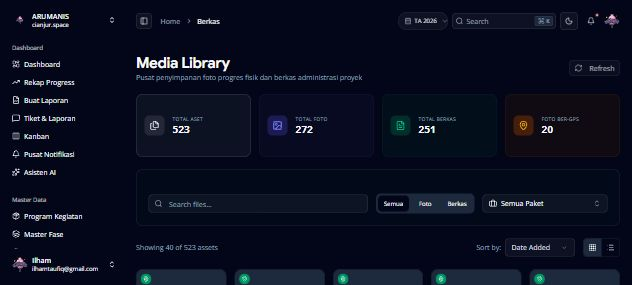 ARUMANIS
cianjur.space
Home > Berkas
TA 2026
Search
⌘ K
Dashboard
Dashboard
Rekap Progress
Buat Laporan
Tiket & Laporan
Kanban
Pusat Notifikasi
Asisten AI
Master Data
Program Kegiatan
Master Fase
Ilham
ilhamtaufiq@gmail.com
Media Library
Pusat penyimpanan foto progres fisik dan berkas administrasi proyek
Refresh
TOTAL ASET
523
TOTAL FOTO
272
TOTAL BERKAS
251
FOTO BER-GPS
20
Search files...
Semua Foto Berkas
Semua Paket
Showing 40 of 523 assets
Sort by: Date Added